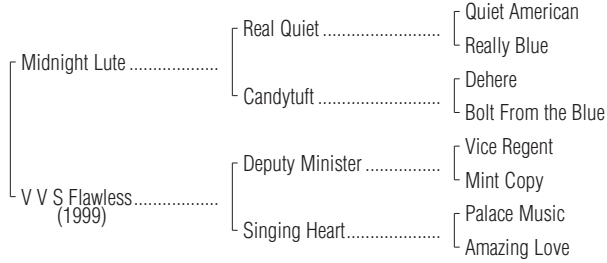 Quiet American
Real Quiet ..........................
Really Blue
Midnight Lute ...................
Dehere
Candytuft ...........................
Bolt From the Blue
Vice Regent
Deputy Minister .................
Mint Copy
V V S Flawless..................
(1999)
Palace Music
Singing Heart.....................
Amazing Love